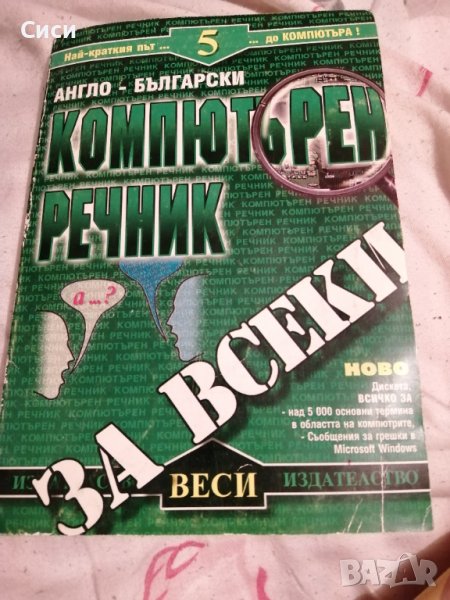 Сиси
Най-краткия път ... 5 ... до КОМПЮТЪРА !
АНГЛО - БЪЛГАРСКИ
КОМПЮТЪРЕН
РЕЧНИК
а...?
ЗА ВСЕКИ
НОВО
Дискета,
ВСИЧКО ЗА
- над 5 000 основни термина
в областта на компютрите,
- Съобщения за грешки в
Microsoft Windows
ВЕСИ ИЗДАТЕЛСТВО
BAZAR